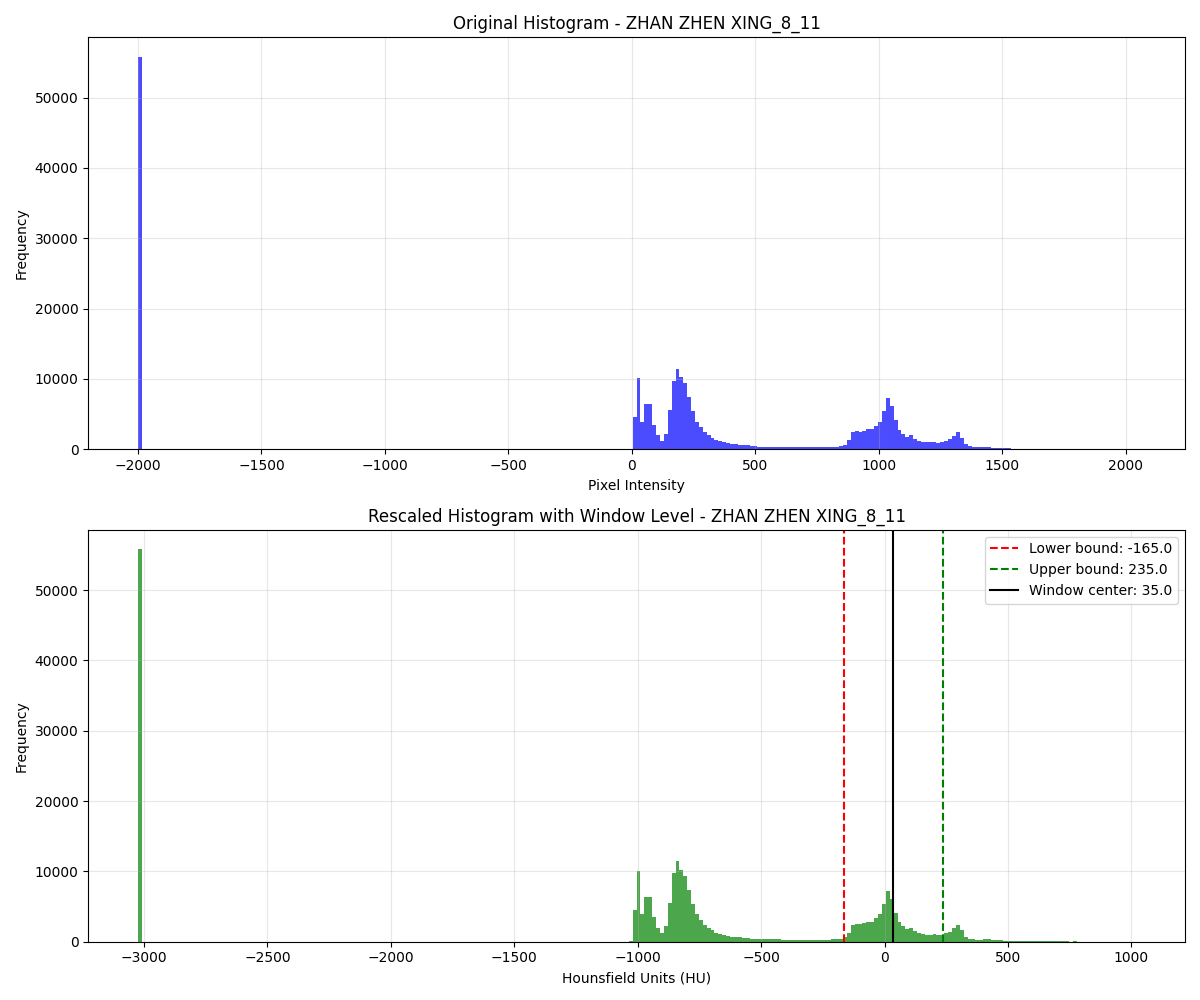 Original Histogram - ZHAN ZHEN XING_8_11
50000
40000
30000
20000
10000
0
Frequency
−2000 −1500 −1000 −500 0 500 1000 1500 2000
Pixel Intensity
Rescaled Histogram with Window Level - ZHAN ZHEN XING_8_11
Lower bound: -165.0
Upper bound: 235.0
Window center: 35.0
50000
40000
30000
20000
10000
0
Frequency
−3000 −2500 −2000 −1500 −1000 −500 0 500 1000
Hounsfield Units (HU)